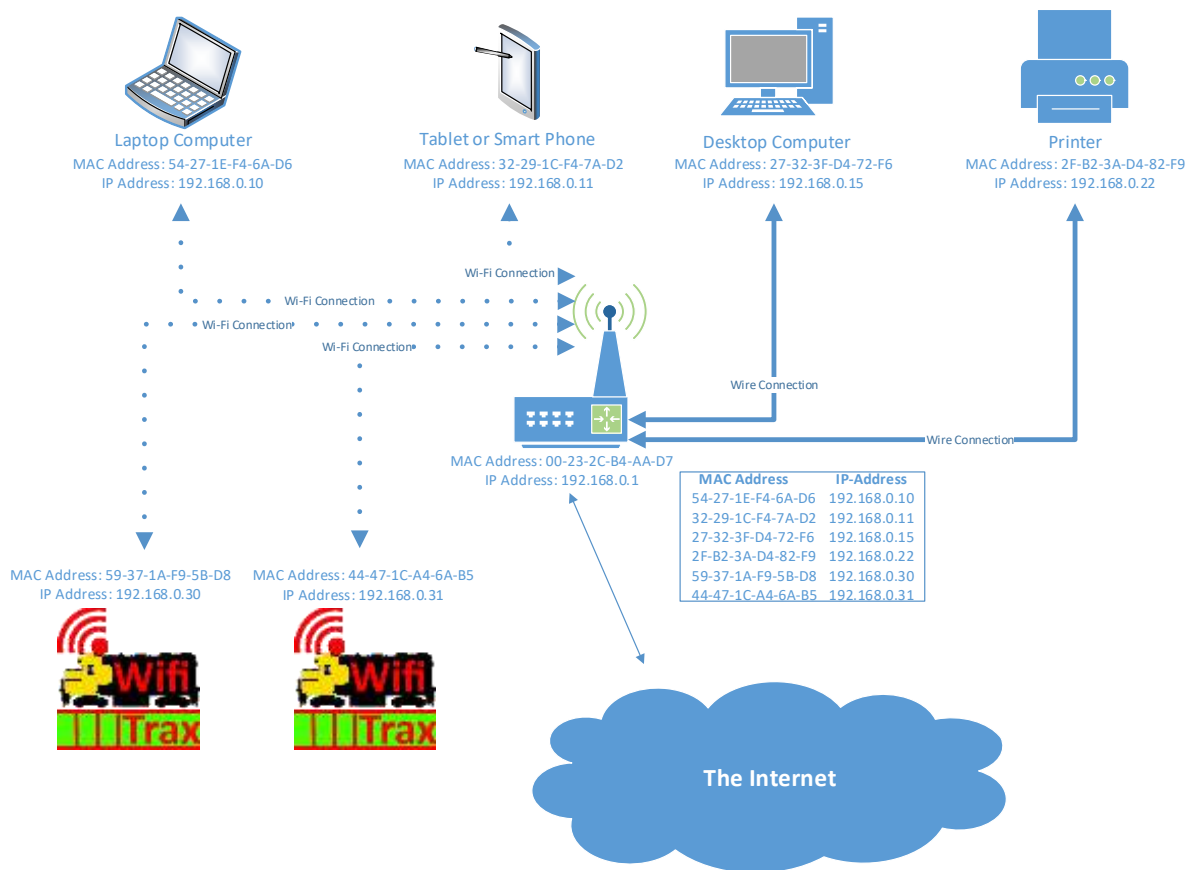 Laptop Computer
MAC Address: 54-27-1E-F4-6A-D6
IP Address: 192.168.0.10
Tablet or Smart Phone
MAC Address: 32-29-1C-F4-7A-D2
IP Address: 192.168.0.11
Desktop Computer
MAC Address: 27-32-3F-D4-72-F6
IP Address: 192.168.0.15
Printer
MAC Address: 2F-B2-3A-D4-82-F9
IP Address: 192.168.0.22
Wi-Fi Connection
Wi-Fi Connection
Wi-Fi Connection
Wi-Fi Connection
Wire Connection
Wire Connection
MAC Address: 00-23-2C-B4-AA-D7
IP Address: 192.168.0.1
MAC Address IP-Address
54-27-1E-F4-6A-D6 192.168.0.10
32-29-1C-F4-7A-D2 192.168.0.11
27-32-3F-D4-72-F6 192.168.0.15
2F-B2-3A-D4-82-F9 192.168.0.22
59-37-1A-F9-5B-D8 192.168.0.30
44-47-1C-A4-6A-B5 192.168.0.31
MAC Address: 59-37-1A-F9-5B-D8
IP Address: 192.168.0.30
MAC Address: 44-47-1C-A4-6A-B5
IP Address: 192.168.0.31
Wifi
Trax
Wifi
Trax
The Internet